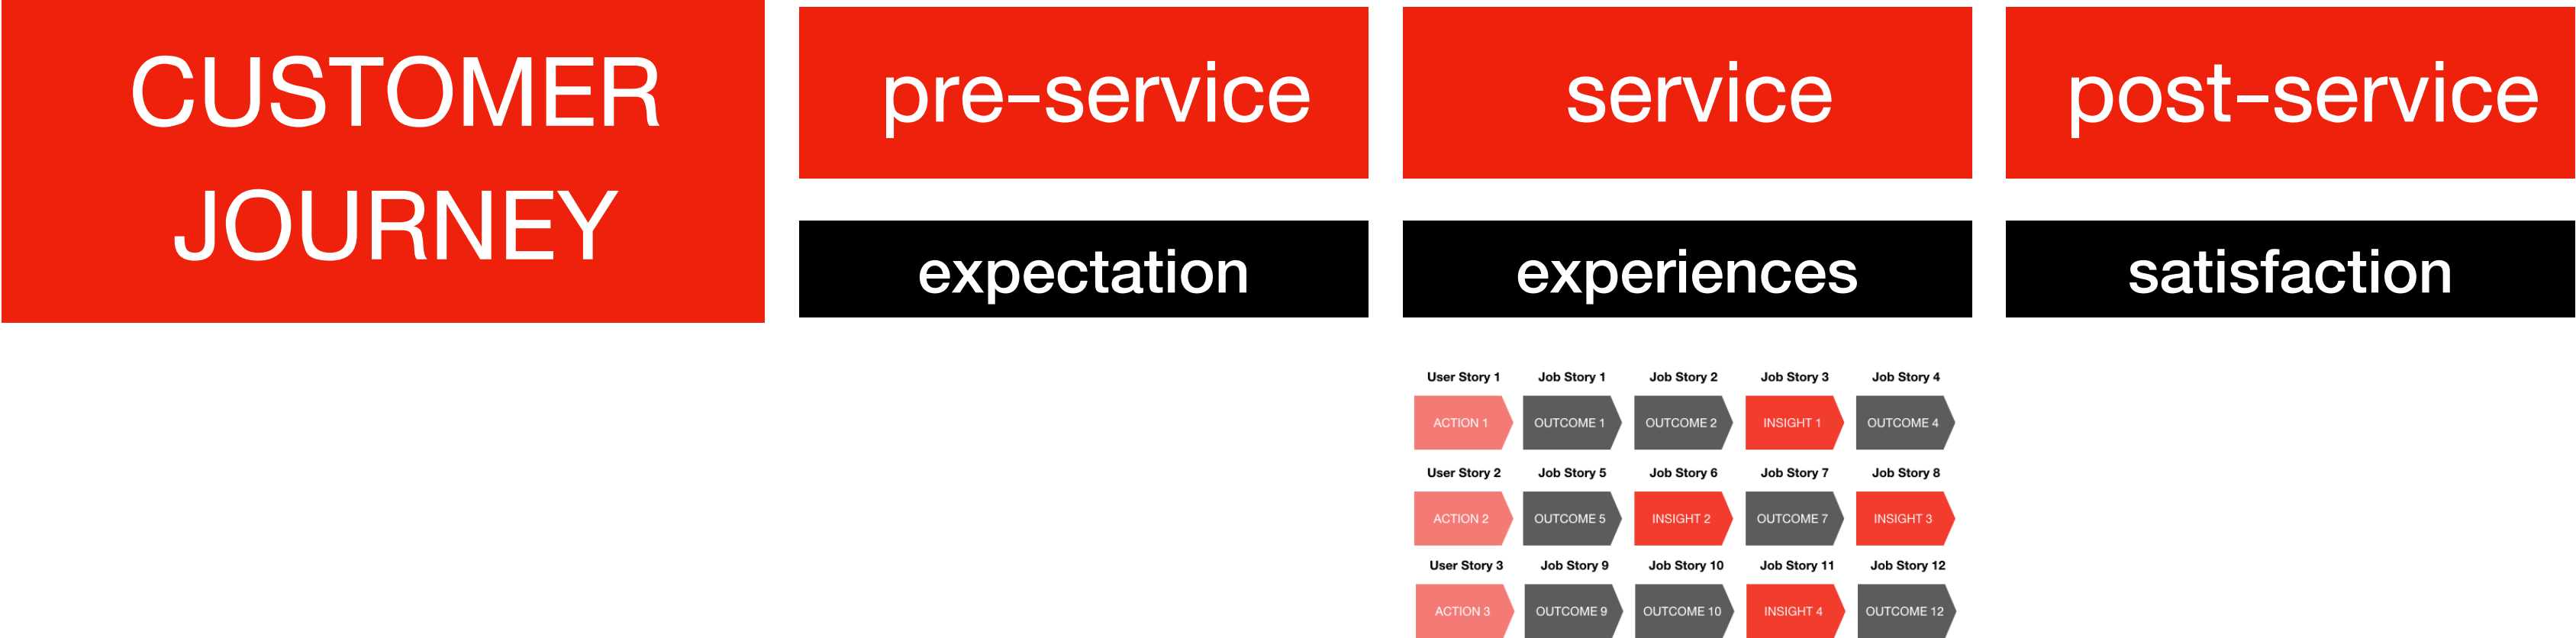 CUSTOMER
JOURNEY
pre-service
service
post-service
expectation
experiences
satisfaction
User Story 1 Job Story 1 Job Story 2 Job Story 3 Job Story 4
ACTION 1 OUTCOME 1 OUTCOME 2 INSIGHT 1 OUTCOME 4
User Story 2 Job Story 5 Job Story 6 Job Story 7 Job Story 8
ACTION 2 OUTCOME 5 INSIGHT 2 OUTCOME 7 INSIGHT 3
User Story 3 Job Story 9 Job Story 10 Job Story 11 Job Story 12
ACTION 3 OUTCOME 9 OUTCOME 10 INSIGHT 4 OUTCOME 12